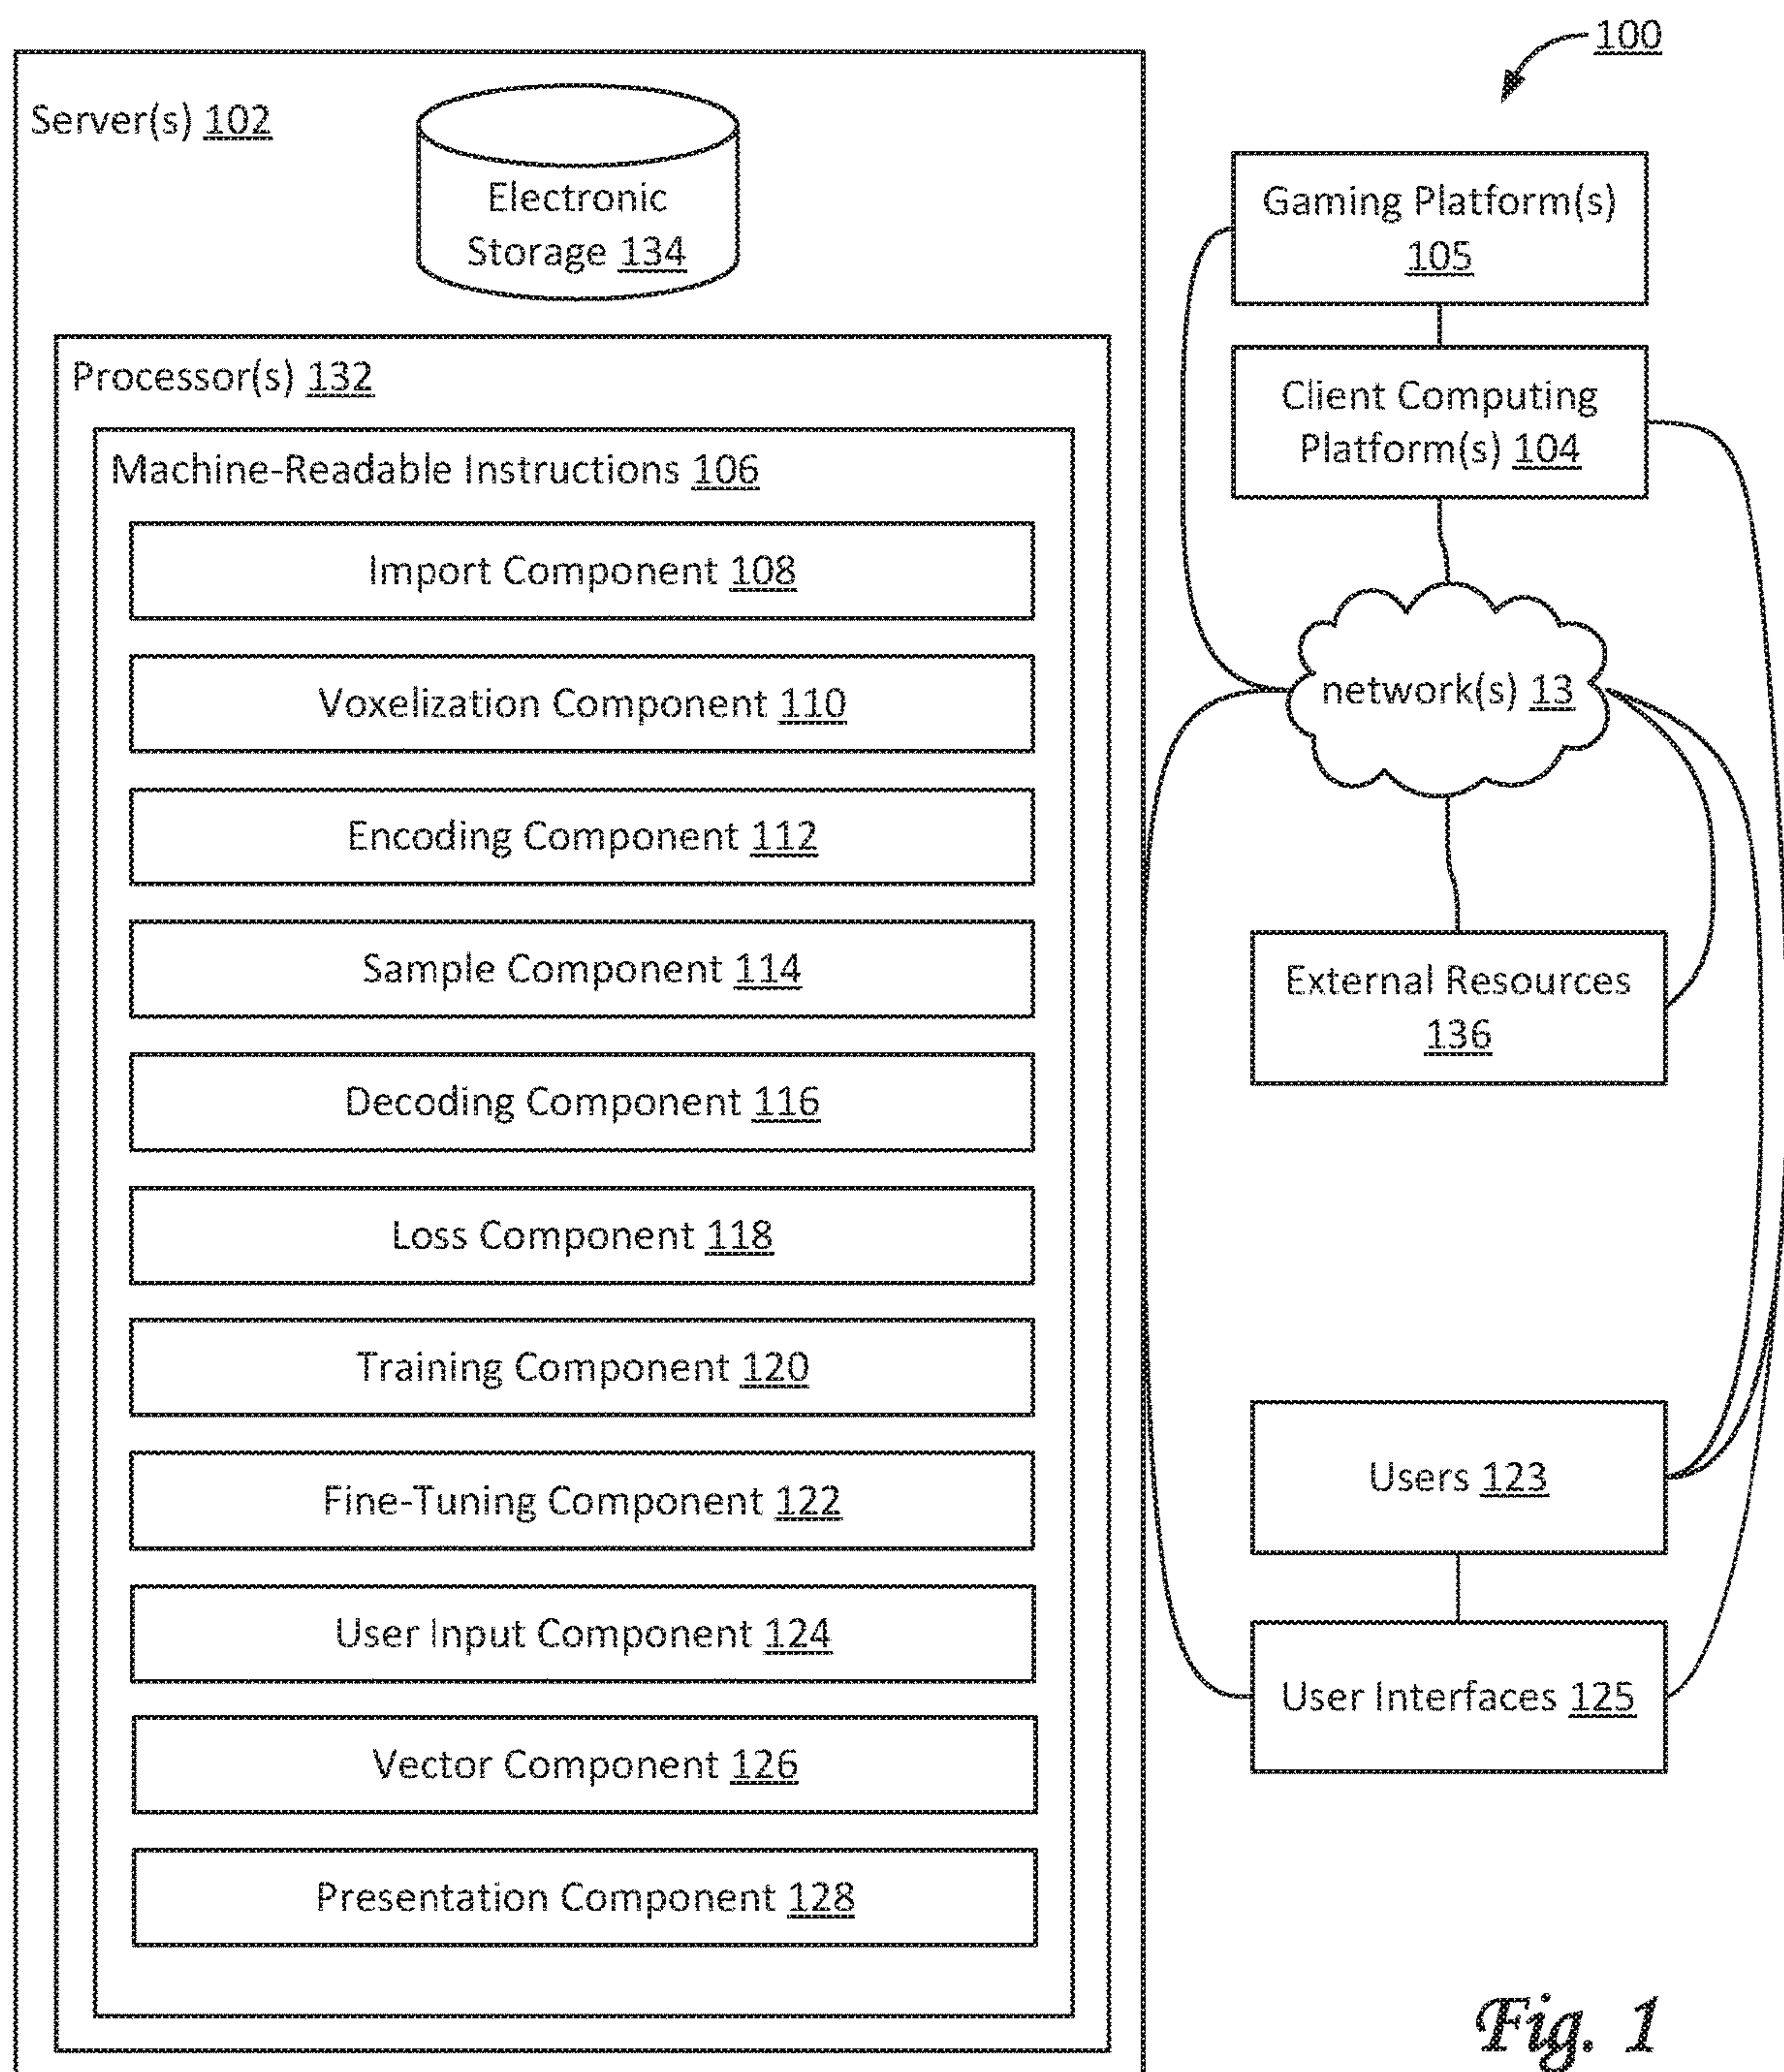 100
Server(s) 102
Electronic
Storage 134
Processor(s) 132
Machine-Readable Instructions 106
Import Component 108
Voxelization Component 110
Encoding Component 112
Sample Component 114
Decoding Component 116
Loss Component 118
Training Component 120
Fine-Tuning Component 122
User Input Component 124
Vector Component 126
Presentation Component 128
Gaming Platform(s)
105
Client Computing
Platform(s) 104
network(s) 13
External Resources
136
Users 123
User Interfaces 125
Fig. 1